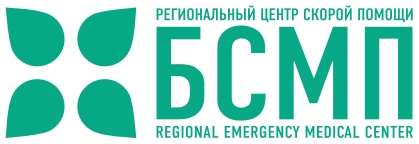 РЕГИОНАЛЬНЫЙ ЦЕНТР СКОРОЙ ПОМОЩИ
БСМП
REGIONAL EMERGENCY MEDICAL CENTER